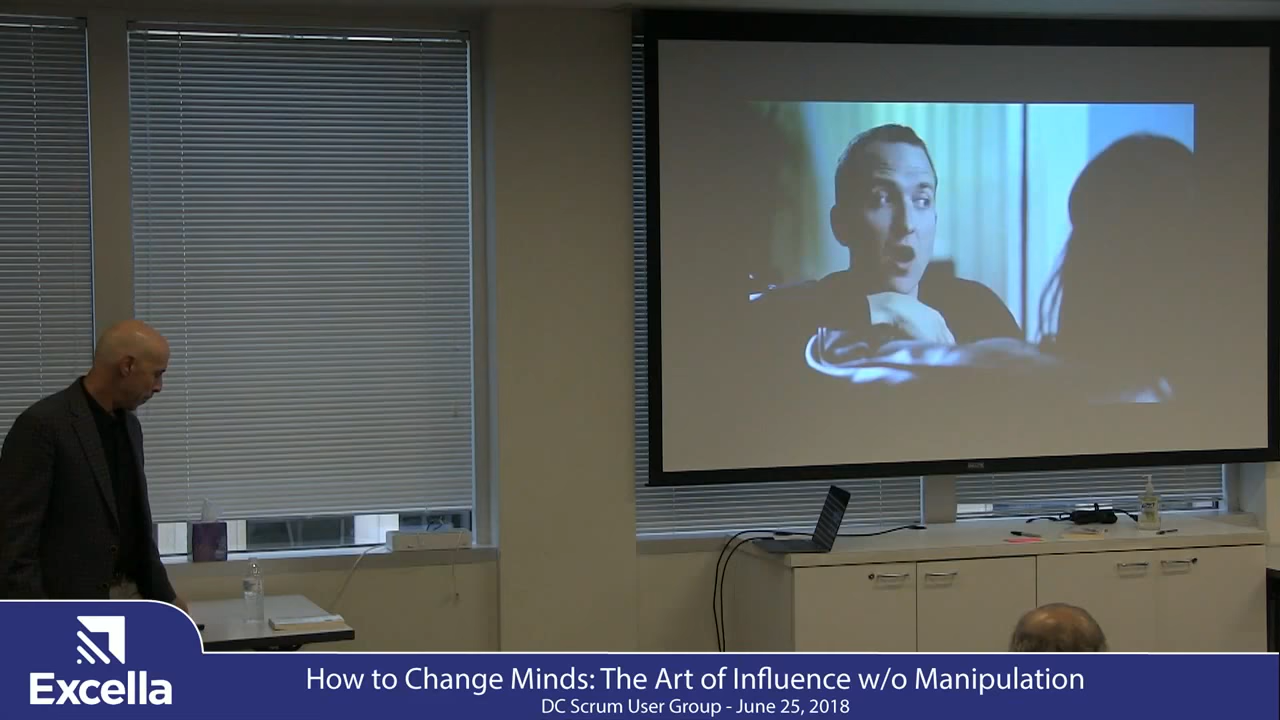 Excella
How to Change Minds: The Art of Influence w/o Manipulation
DC Scrum User Group - June 25, 2018